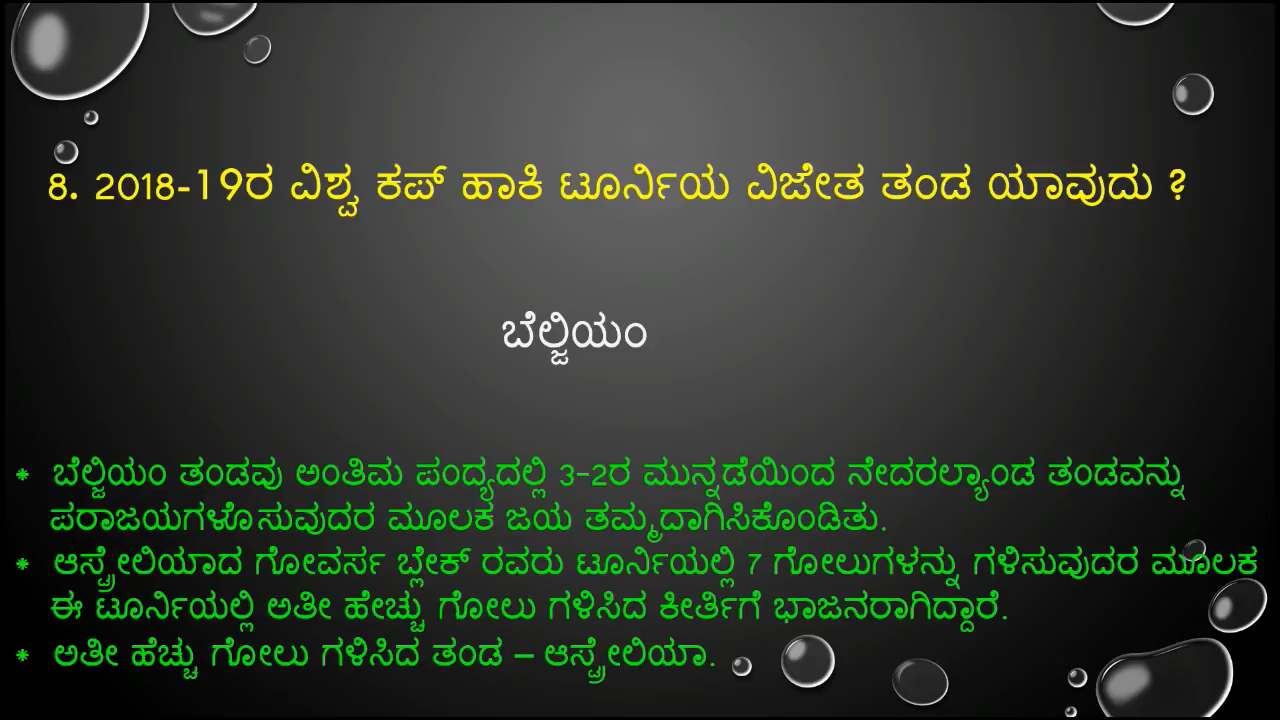 8. 2018-19ರ ವಿಶ್ವ ಕಪ್ ಹಾಕಿ ಟೂರ್ನಿಯ ವಿಜೇತ ತಂಡ ಯಾವುದು ?
ಬೆಲ್ಜಿಯಂ
* ಬೆಲ್ಜಿಯಂ ತಂಡವು ಅಂತಿಮ ಪಂದ್ಯದಲ್ಲಿ 3-2ರ ಮುನ್ನಡೆಯಿಂದ ನೇದರಲ್ಯಾಂಡ ತಂಡವನ್ನು
ಪರಾಜಯಗಳೊಸುವುದರ ಮೂಲಕ ಜಯ ತಮ್ಮದಾಗಿಸಿಕೊಂಡಿತು.
* ಆಸ್ಟ್ರೇಲಿಯಾದ ಗೋವರ್ಸ ಬ್ಲೇಕ್ ರವರು ಟೂರ್ನಿಯಲ್ಲಿ 7 ಗೋಲುಗಳನ್ನು ಗಳಿಸುವುದರ ಮೂಲಕ
ಈ ಟೂರ್ನಿಯಲ್ಲಿ ಅತೀ ಹೇಚ್ಚು ಗೋಲು ಗಳಿಸಿದ ಕೀರ್ತಿಗೆ ಭಾಜನರಾಗಿದ್ದಾರೆ.
* ಅತೀ ಹೆಚ್ಚು ಗೋಲು ಗಳಿಸಿದ ತಂಡ – ಆಸ್ಟ್ರೇಲಿಯಾ.